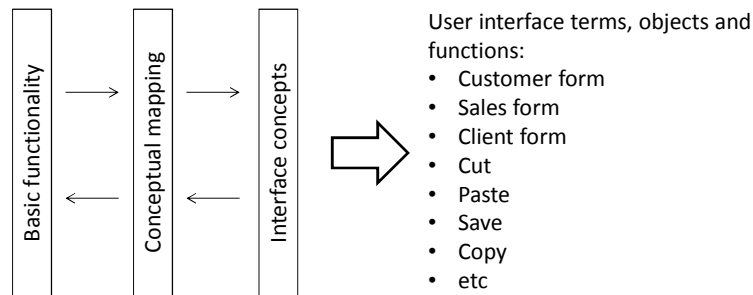 Basic functionality
Conceptual mapping
Interface concepts
User interface terms, objects and
functions:
• Customer form
• Sales form
• Client form
• Cut
• Paste
• Save
• Copy
• etc